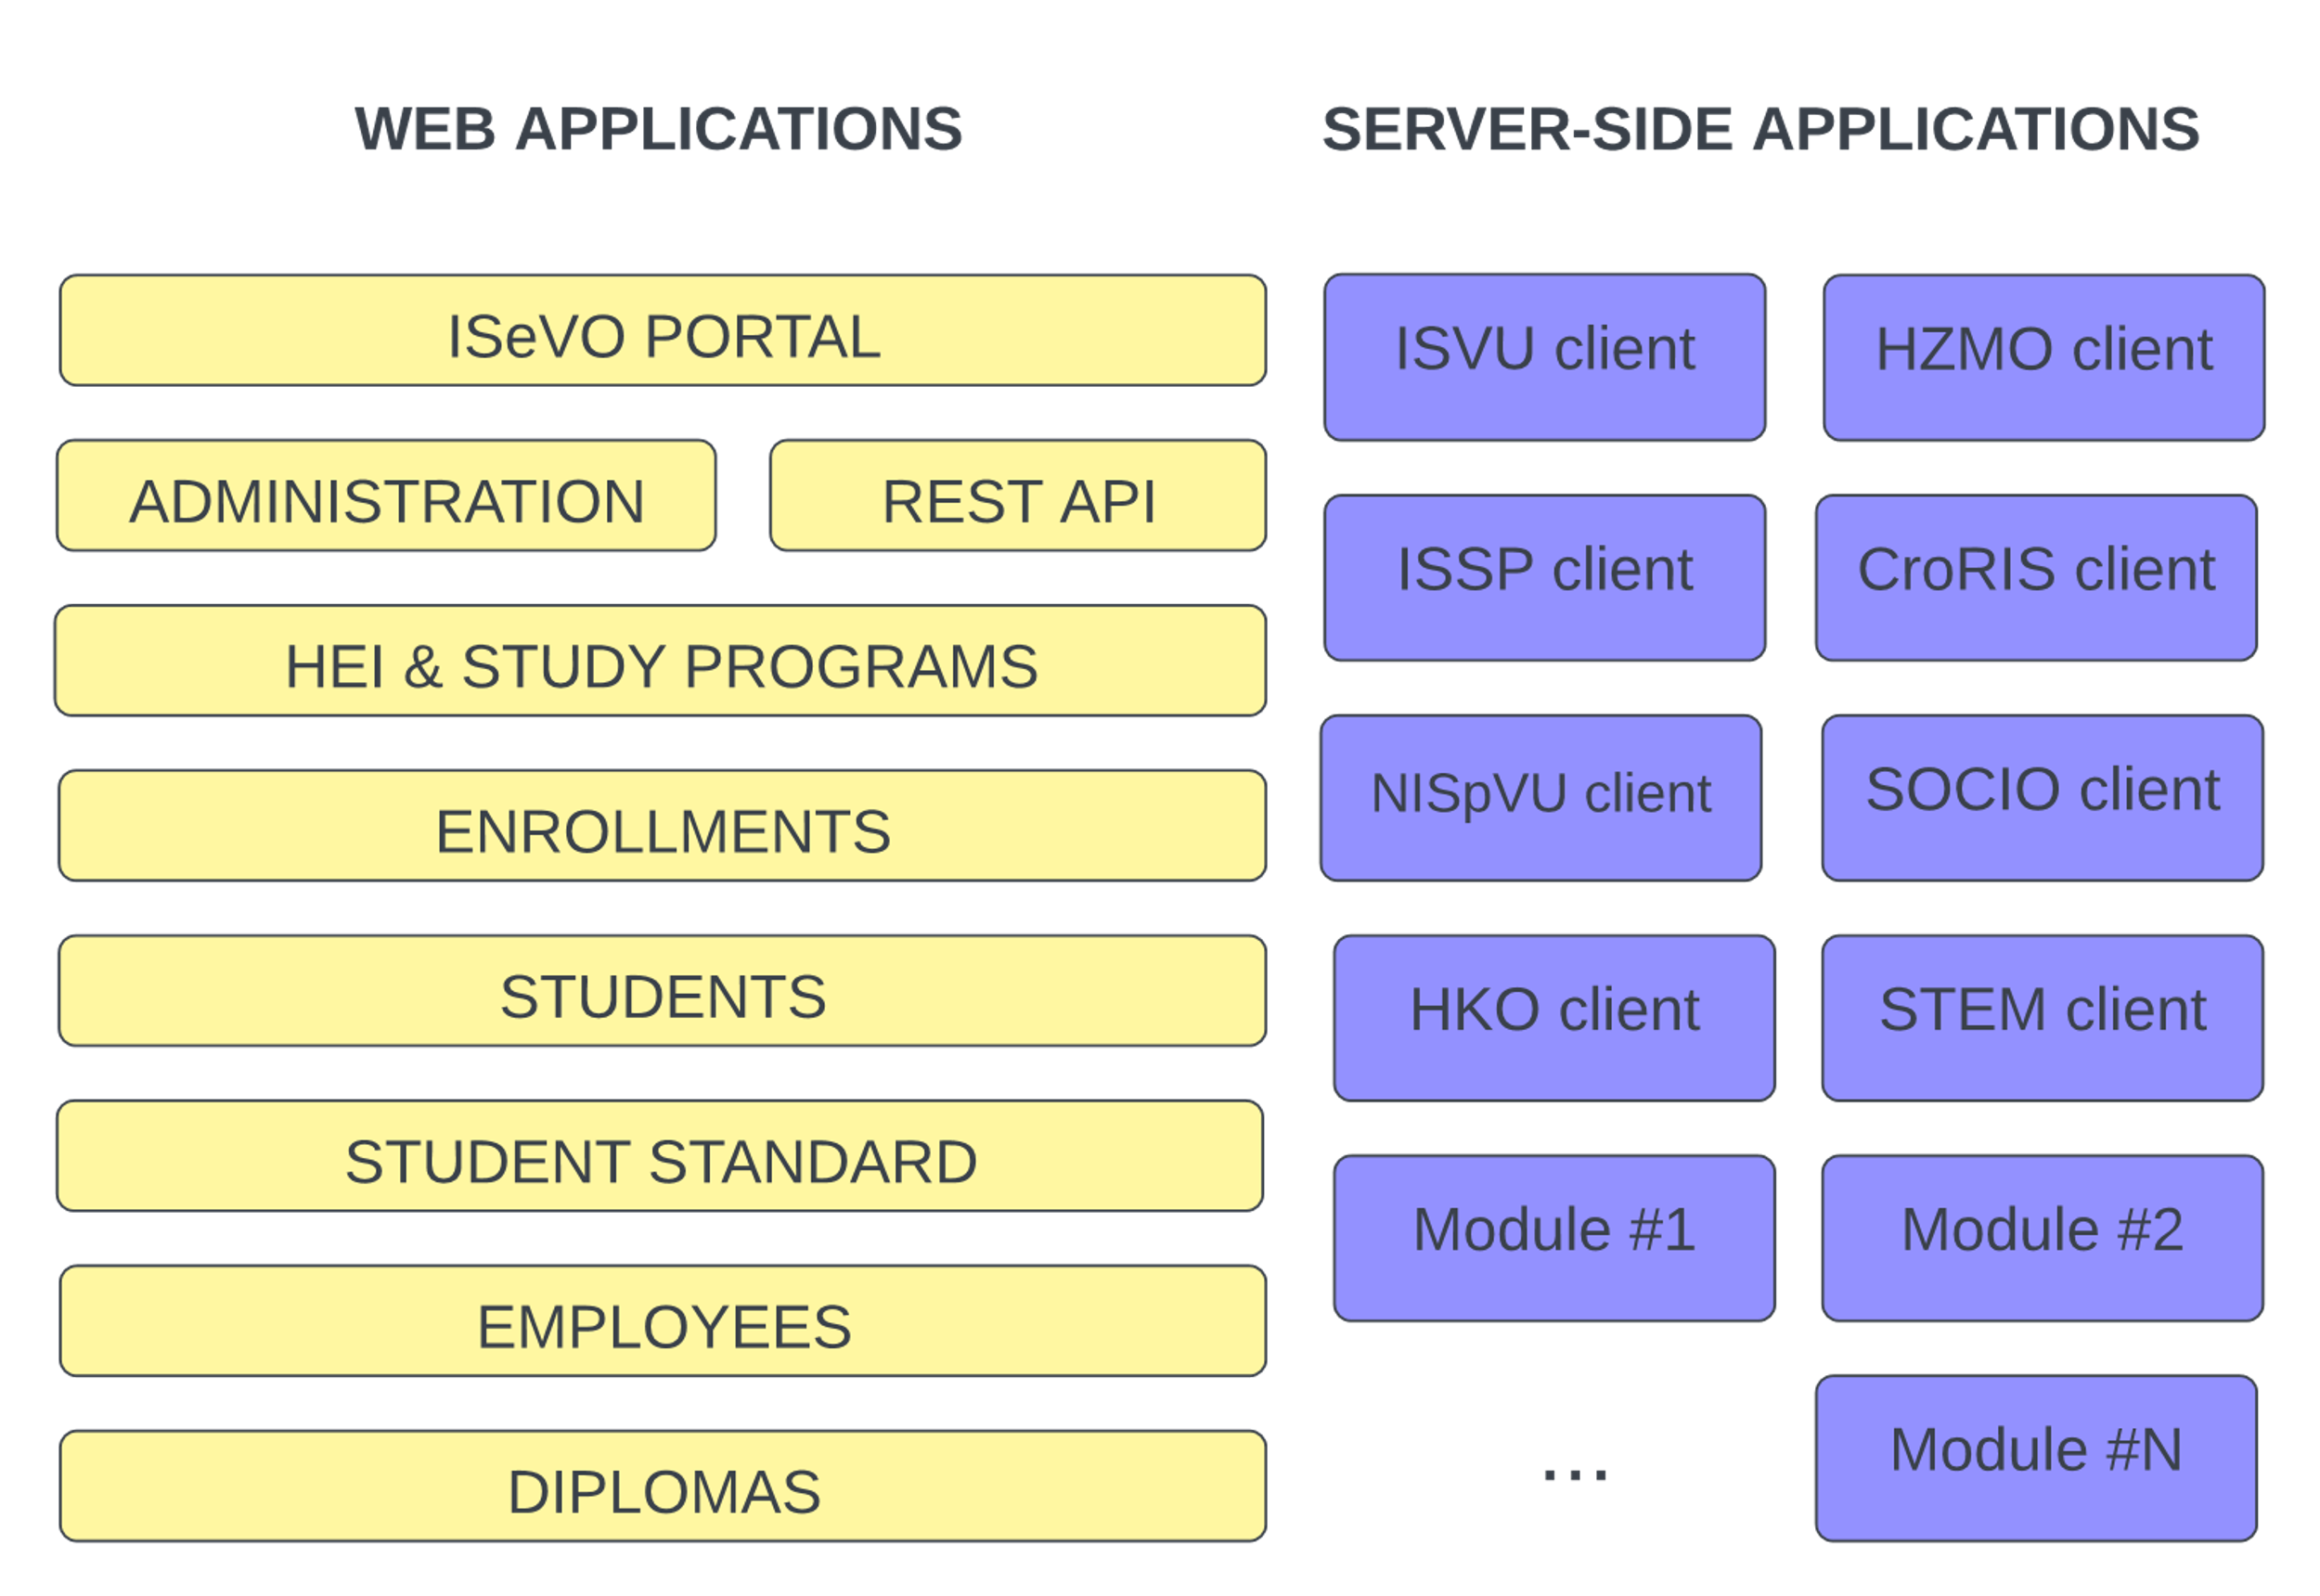 WEB APPLICATIONS
ISeVO PORTAL
ADMINISTRATION
REST API
HEI & STUDY PROGRAMS
ENROLLMENTS
STUDENTS
STUDENT STANDARD
EMPLOYEES
DIPLOMAS
SERVER-SIDE APPLICATIONS
ISVU client
HZMO client
ISSP client
CroRIS client
NISpVU client
SOCIO client
HKO client
STEM client
Module #1
Module #2
...
Module #N